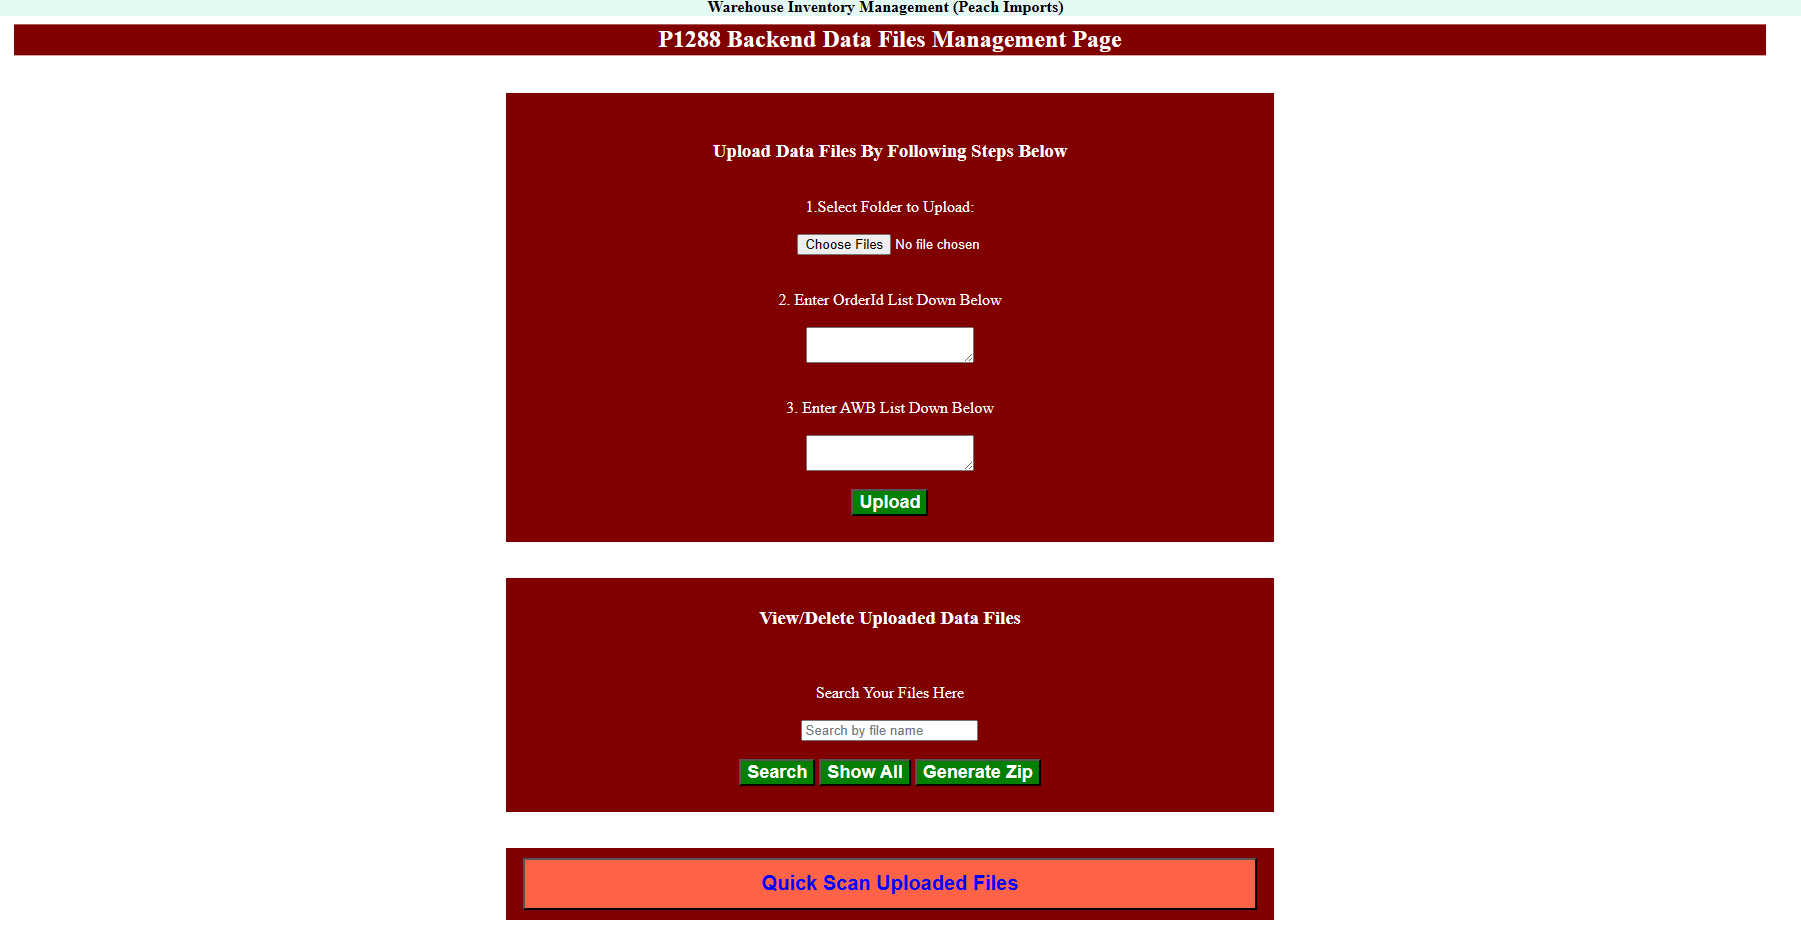 Warehouse Inventory Management (Peach Imports)
P1288 Backend Data Files Management Page
Upload Data Files By Following Steps Below
1.Select Folder to Upload:
Choose Files No file chosen
2. Enter OrderId List Down Below
3. Enter AWB List Down Below
Upload
View/Delete Uploaded Data Files
Search Your Files Here
Search by file name
Search Show All Generate Zip
Quick Scan Uploaded Files